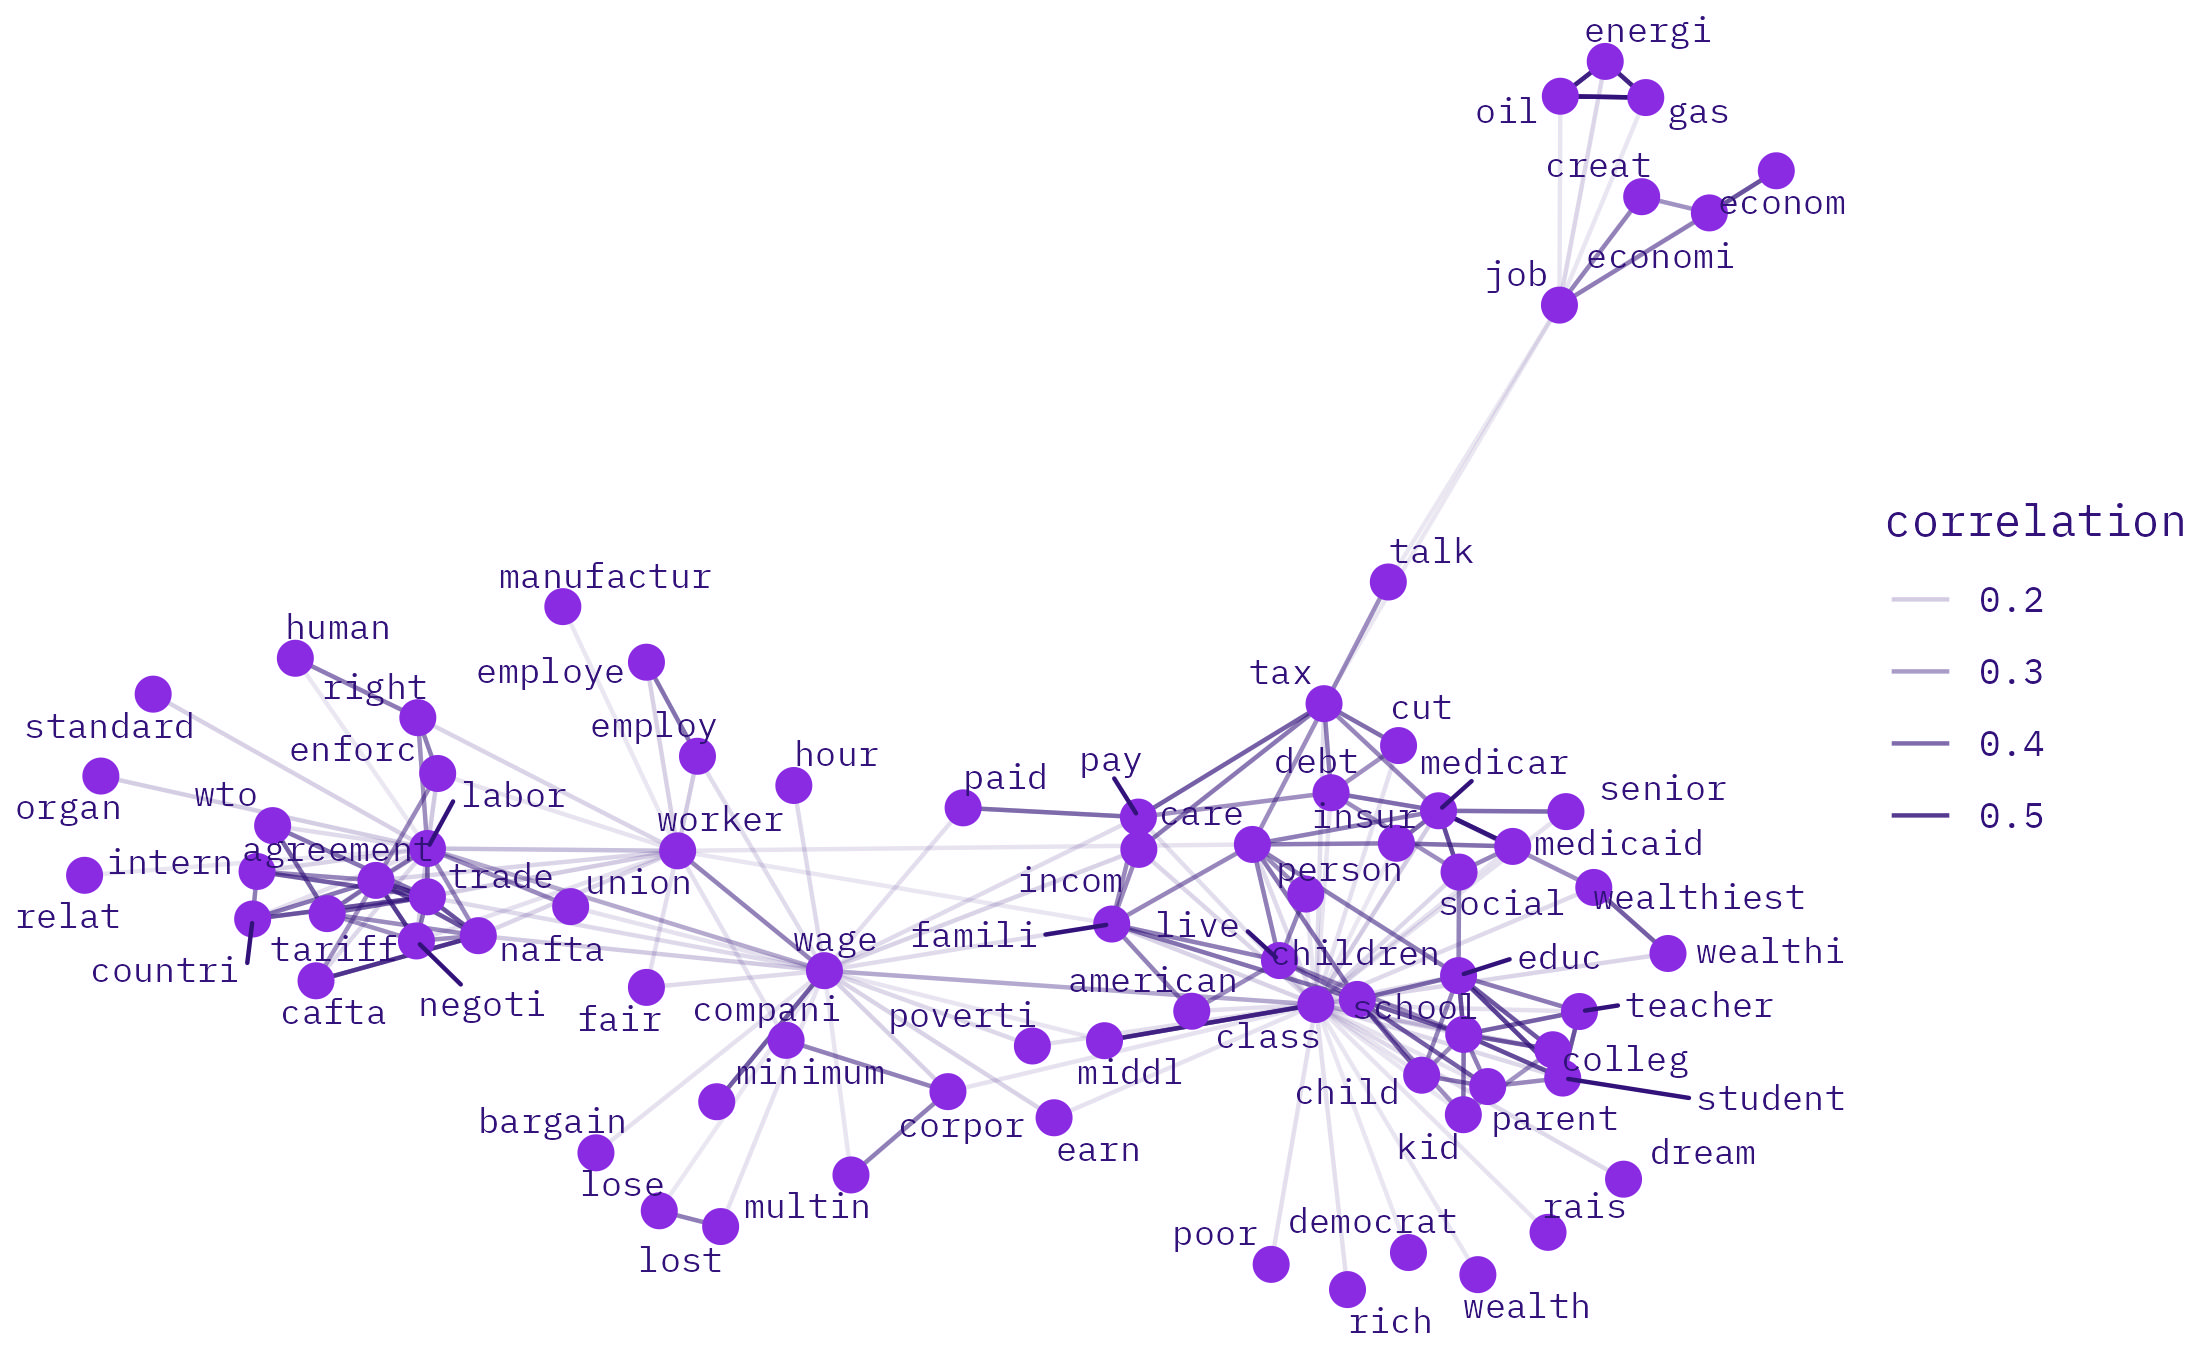 energi
oil
gas
creat
econom
economi
job
correlation
talk
manufactur
0.2
human
employe
tax
0.3
right
cut
standard
employ
0.4
enforc
hour
pay
debt
medicar
organ
wto
labor
paid
senior
worker
care
insur
0.5
agreement
medicaid
intern
trade
union
incom
person
relat
social
wealthiest
tariff
nafta
wage
famili
live
children
wealthi
countri
educ
american
cafta
negoti
fair
compani
poverti
school
teacher
class
minimum
middl
colleg
child
student
bargain
corpor
parent
earn
kid
dream
lose
multin
rais
poor
democrat
lost
rich
wealth